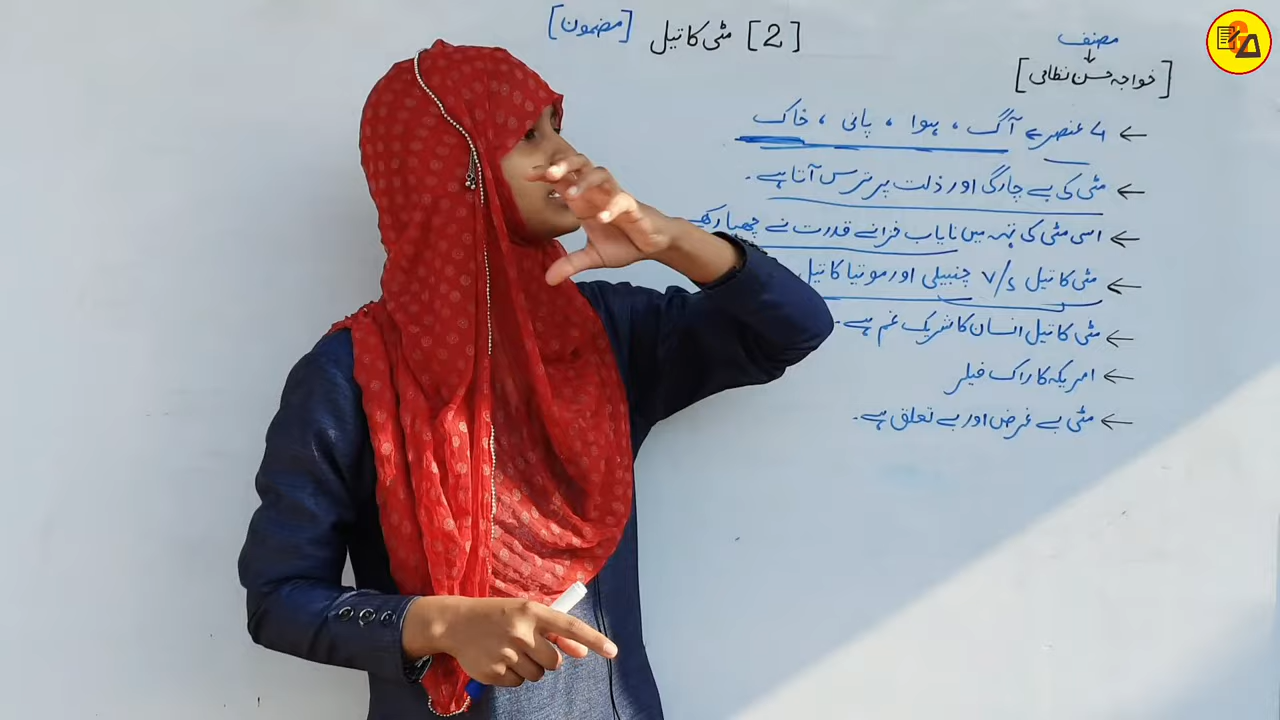 [2] مٹی کا تیل [مضمون]
مصنف
↓
[خواجہ حسن نظامی]
← ۴ عنصر ← آگ ، ہوا ، پانی ، خاک
← مٹی کی بے چارگی اور ذلت پر ترس آتا ہے۔
← اسی مٹی کی تہہ میں نایاب خزانے قدرت نے چھپا رکھے
← مٹی کا تیل v/s چنبیلی اور موتیا کا تیل
← مٹی کا تیل انسان کا شریک غم ہے۔
← امریکہ کا راک فیلر
← مٹی بے غرض اور بے تعلق ہے۔